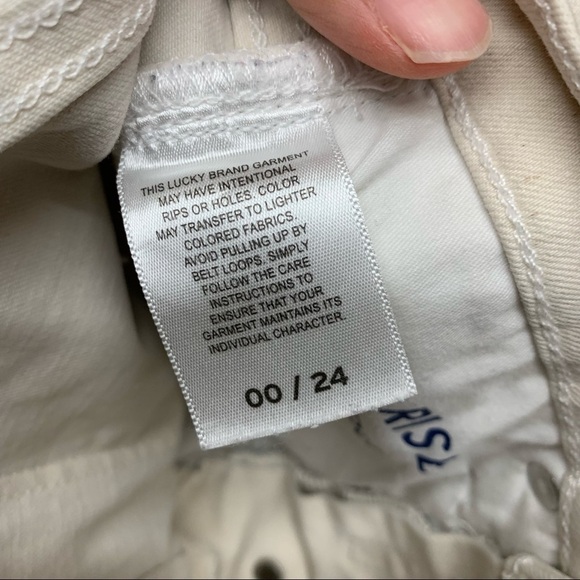 THIS LUCKY BRAND GARMENT
MAY HAVE INTENTIONAL
RIPS OR HOLES. COLOR
MAY TRANSFER TO LIGHTER
COLORED FABRICS.
AVOID PULLING UP BY
BELT LOOPS. SIMPLY
FOLLOW THE CARE
INSTRUCTIONS TO
ENSURE THAT YOUR
GARMENT MAINTAINS ITS
INDIVIDUAL CHARACTER.
00 / 24